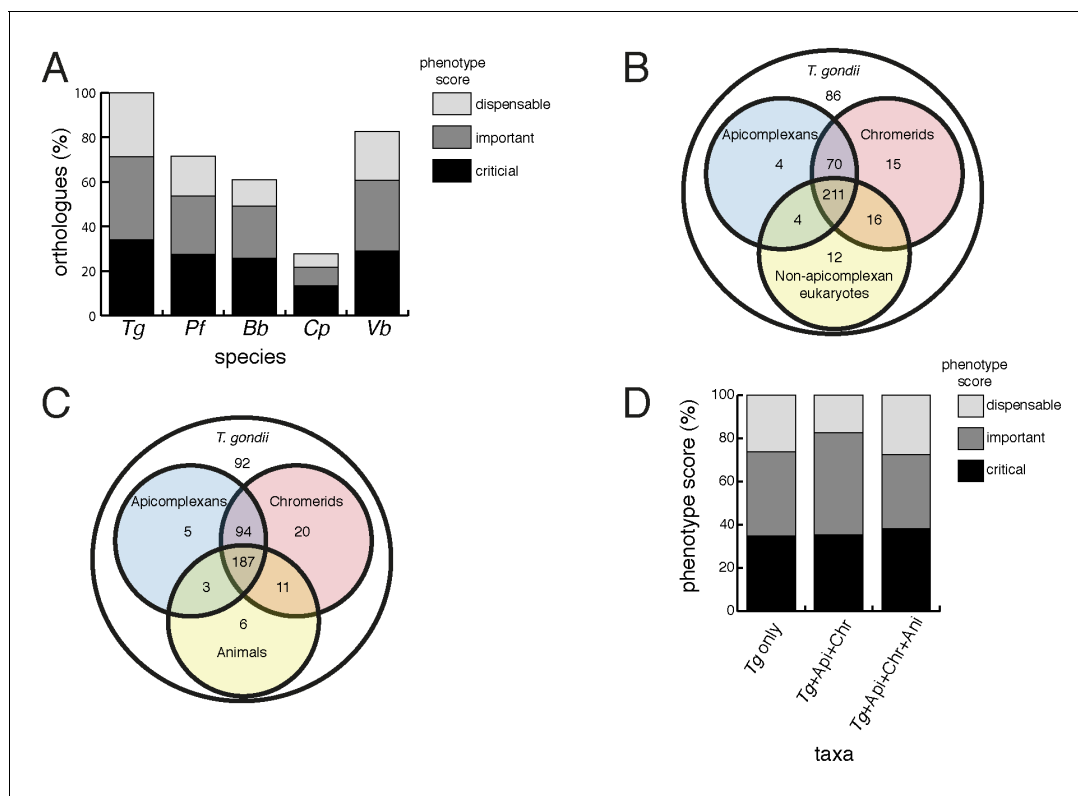 A
phenotype
score
dispensable
important
criticial
orthologues (%)
100
80
60
40
20
0
Tg Pf Bb Cp Vb
species
B
T. gondii
86
Apicomplexans Chromerids
4 70 15
211
4 16
12
Non-apicomplexan
eukaryotes
C
T. gondii
92
Apicomplexans Chromerids
5 94 20
187
3 11
6
Animals
D
phenotype
score
dispensable
important
critical
phenotype score (%)
100
80
60
40
20
0
Tg only
Tg+Api+Chr
Tg+Api+Chr+Ani
taxa